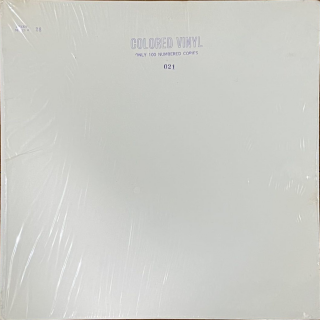 COLORED VINYL
ONLY 100 NUMBERED COPIES
021